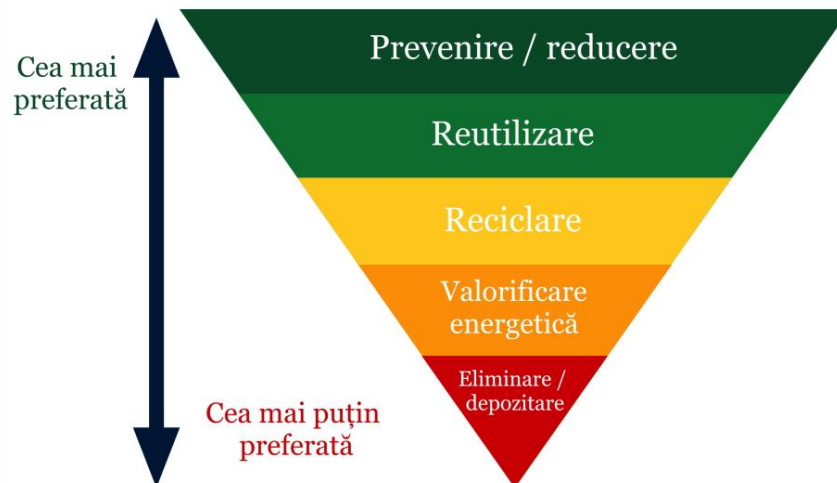 Prevenire / reducere
Cea mai
preferată
Reutilizare
Reciclare
Valorificare
energetică
Eliminare /
depozitare
Cea mai puțin
preferată